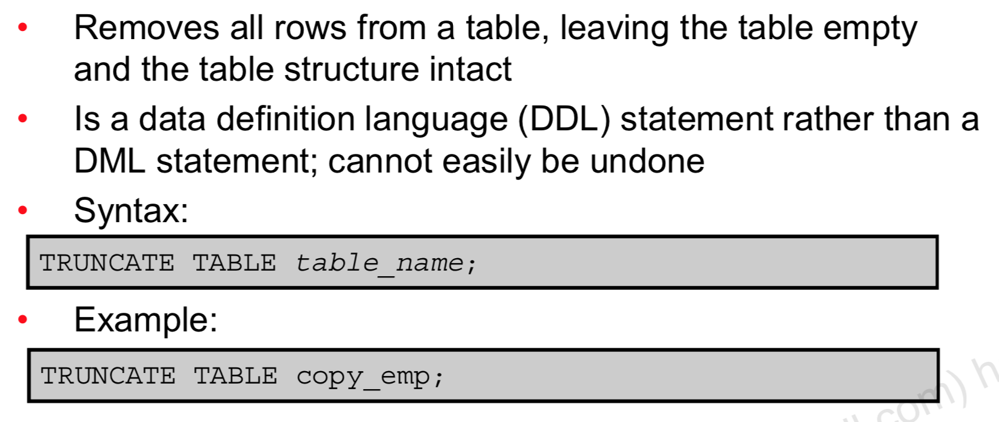 • Removes all rows from a table, leaving the table empty
and the table structure intact
• Is a data definition language (DDL) statement rather than a
DML statement; cannot easily be undone
• Syntax:
TRUNCATE TABLE table_name;
• Example:
TRUNCATE TABLE copy_emp;